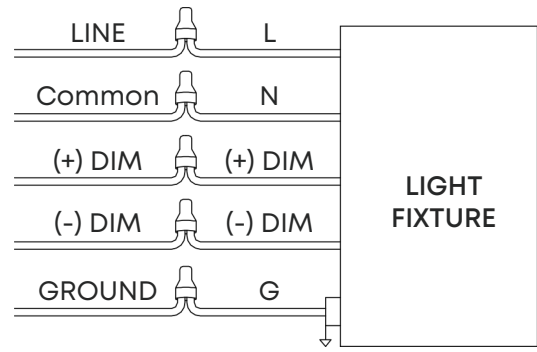 LINE L
Common N
(+) DIM (+) DIM
(-) DIM (-) DIM
GROUND G
LIGHT
FIXTURE